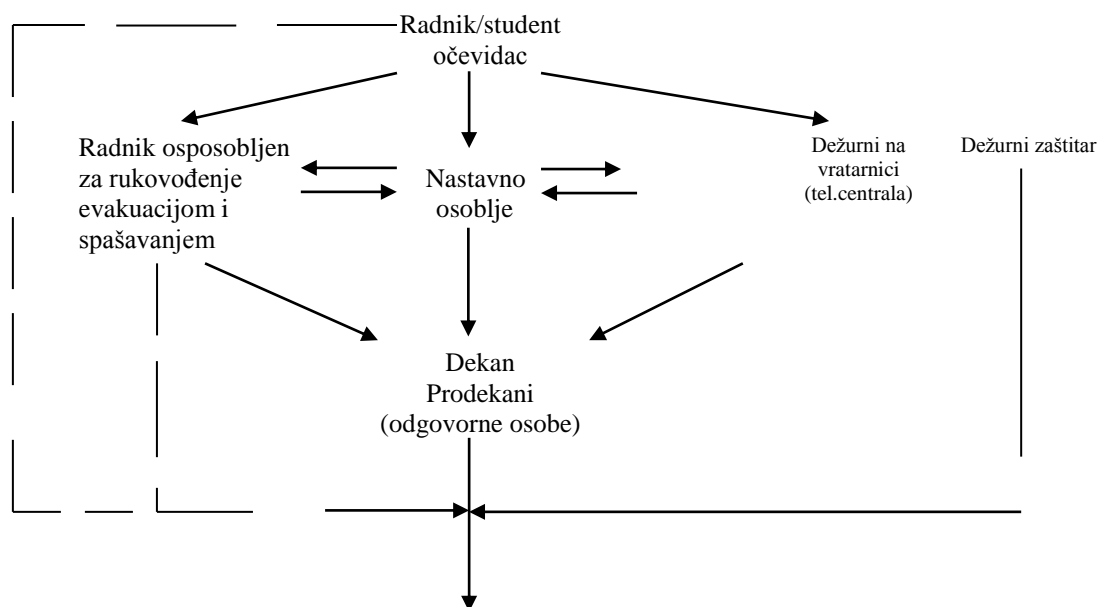 Radnik/student
očevidac
Radnik osposobljen
za rukovođenje
evakuacijom i
spašavanjem
Nastavno
osoblje
Dežurni na
vratarnici
(tel.centrala)
Dežurni zaštitar
Dekan
Prodekani
(odgovorne osobe)